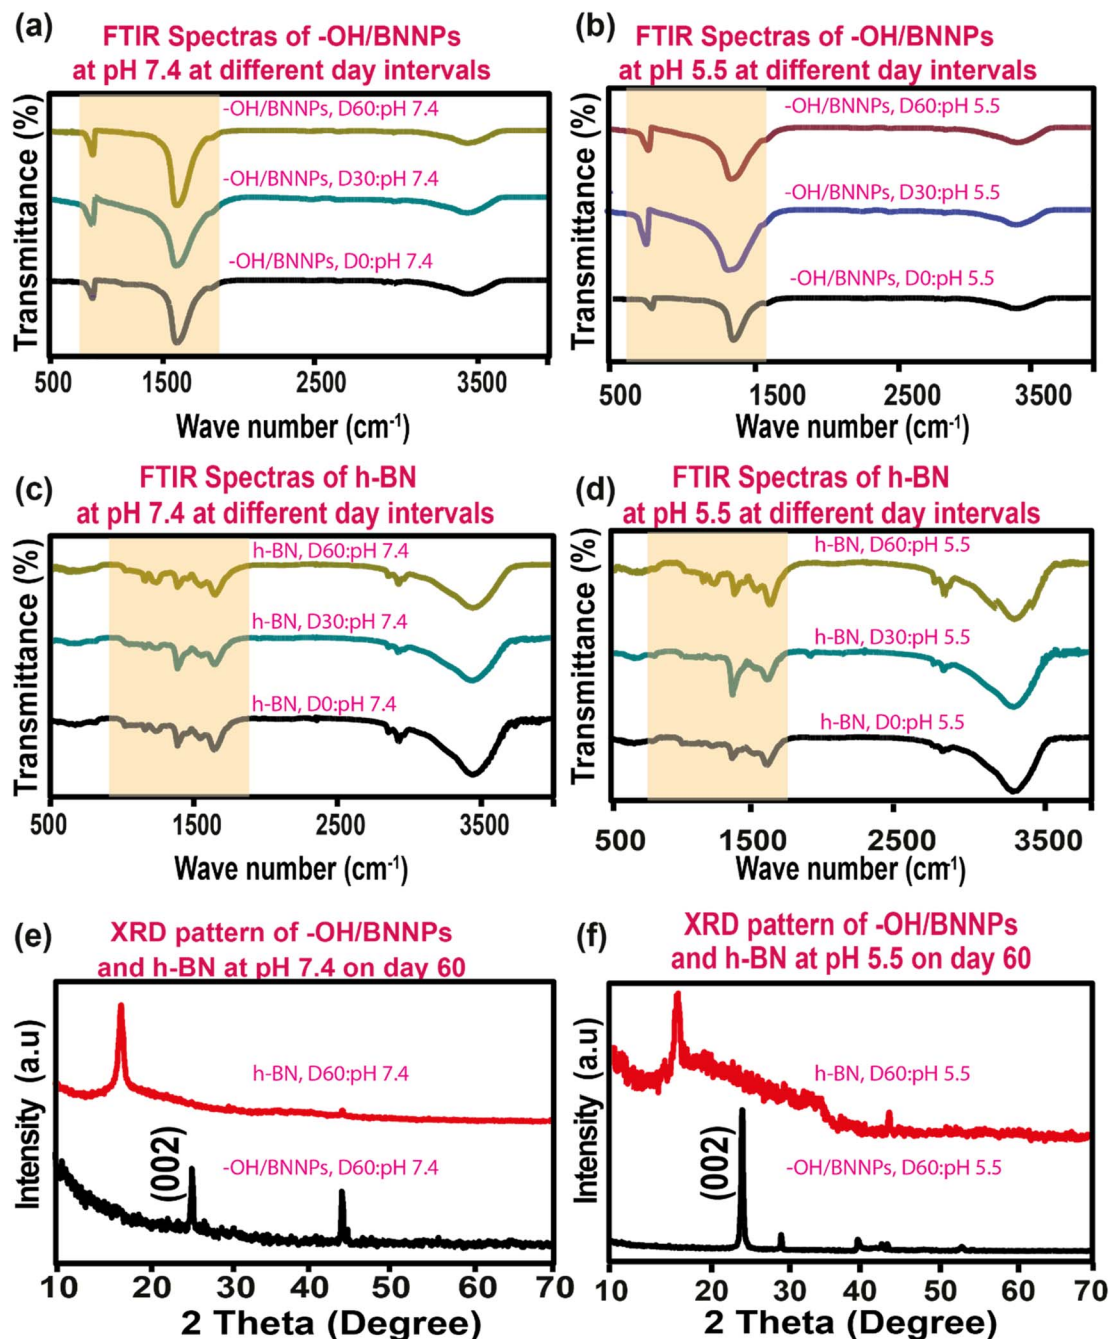 (a)
FTIR Spectras of -OH/BNNPs
at pH 7.4 at different day intervals
Transmittance (%)
-OH/BNNPs, D60:pH 7.4
-OH/BNNPs, D30:pH 7.4
-OH/BNNPs, D0:pH 7.4
500 1500 2500 3500
Wave number (cm⁻¹)
(b)
FTIR Spectras of -OH/BNNPs
at pH 5.5 at different day intervals
Transmittance (%)
-OH/BNNPs, D60:pH 5.5
-OH/BNNPs, D30:pH 5.5
-OH/BNNPs, D0:pH 5.5
500 1500 2500 3500
Wave number (cm⁻¹)
(c)
FTIR Spectras of h-BN
at pH 7.4 at different day intervals
Transmittance (%)
h-BN, D60:pH 7.4
h-BN, D30:pH 7.4
h-BN, D0:pH 7.4
500 1500 2500 3500
Wave number (cm⁻¹)
(d)
FTIR Spectras of h-BN
at pH 5.5 at different day intervals
Transmittance (%)
h-BN, D60:pH 5.5
h-BN, D30:pH 5.5
h-BN, D0:pH 5.5
500 1500 2500 3500
Wave number (cm⁻¹)
(e)
XRD pattern of -OH/BNNPs
and h-BN at pH 7.4 on day 60
Intensity (a.u)
h-BN, D60:pH 7.4
(002)
-OH/BNNPs, D60:pH 7.4
10 20 30 40 50 60 70
2 Theta (Degree)
(f)
XRD pattern of -OH/BNNPs
and h-BN at pH 5.5 on day 60
Intensity (a.u)
h-BN, D60:pH 5.5
(002)
-OH/BNNPs, D60:pH 5.5
10 20 30 40 50 60 70
2 Theta (Degree)